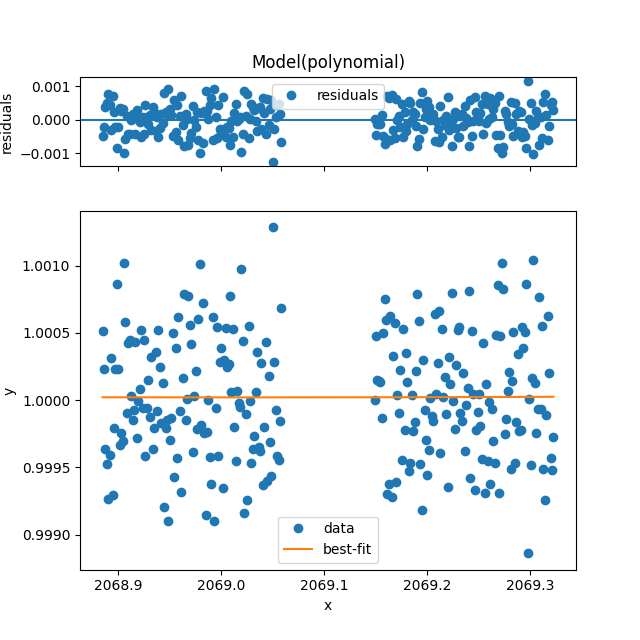 Model(polynomial)
0.001
0.000
−0.001
residuals
residuals
1.0010
1.0005
1.0000
0.9995
0.9990
y
data
best-fit
2068.9 2069.0 2069.1 2069.2 2069.3
x